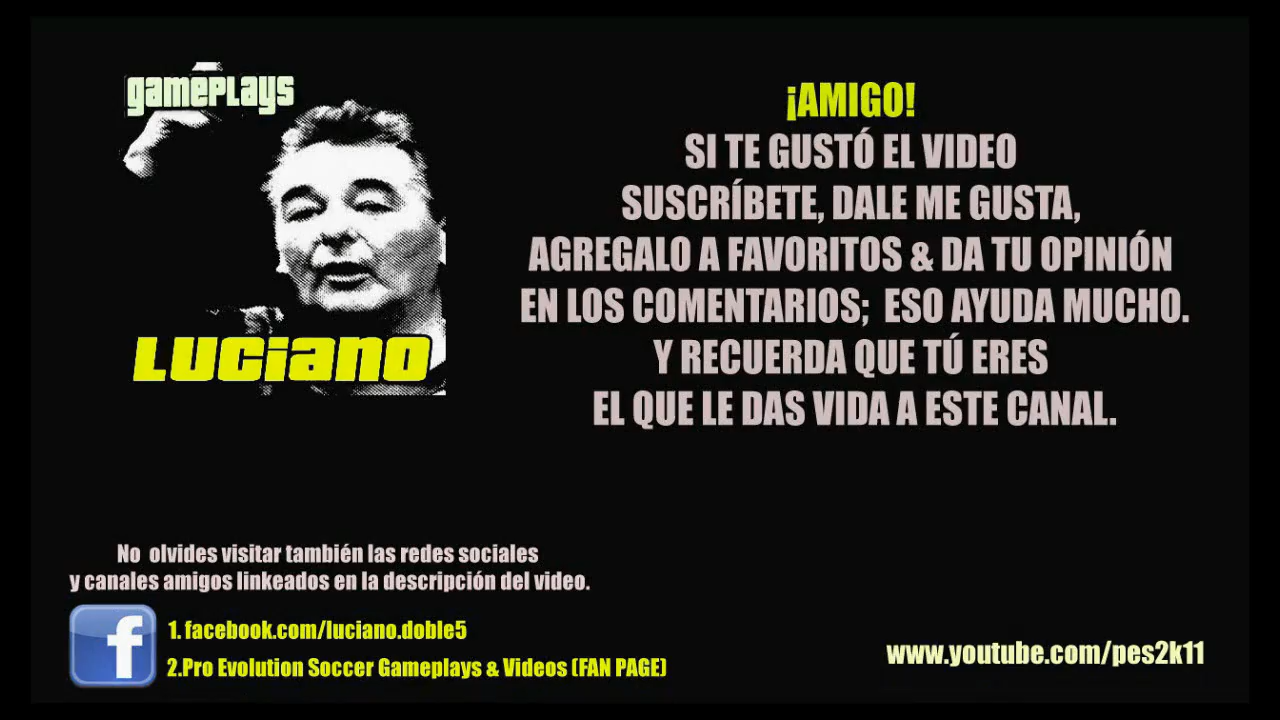 gamePLays
LUCiano
¡AMIGO!
SI TE GUSTÓ EL VIDEO
SUSCRÍBETE, DALE ME GUSTA,
AGREGALO A FAVORITOS & DA TU OPINIÓN
EN LOS COMENTARIOS; ESO AYUDA MUCHO.
Y RECUERDA QUE TÚ ERES
EL QUE LE DAS VIDA A ESTE CANAL.
No olvides visitar también las redes sociales
y canales amigos linkeados en la descripción del video.
f
1. facebook.com/luciano.doble5
2.Pro Evolution Soccer Gameplays & Videos (FAN PAGE)
www.youtube.com/pes2k11